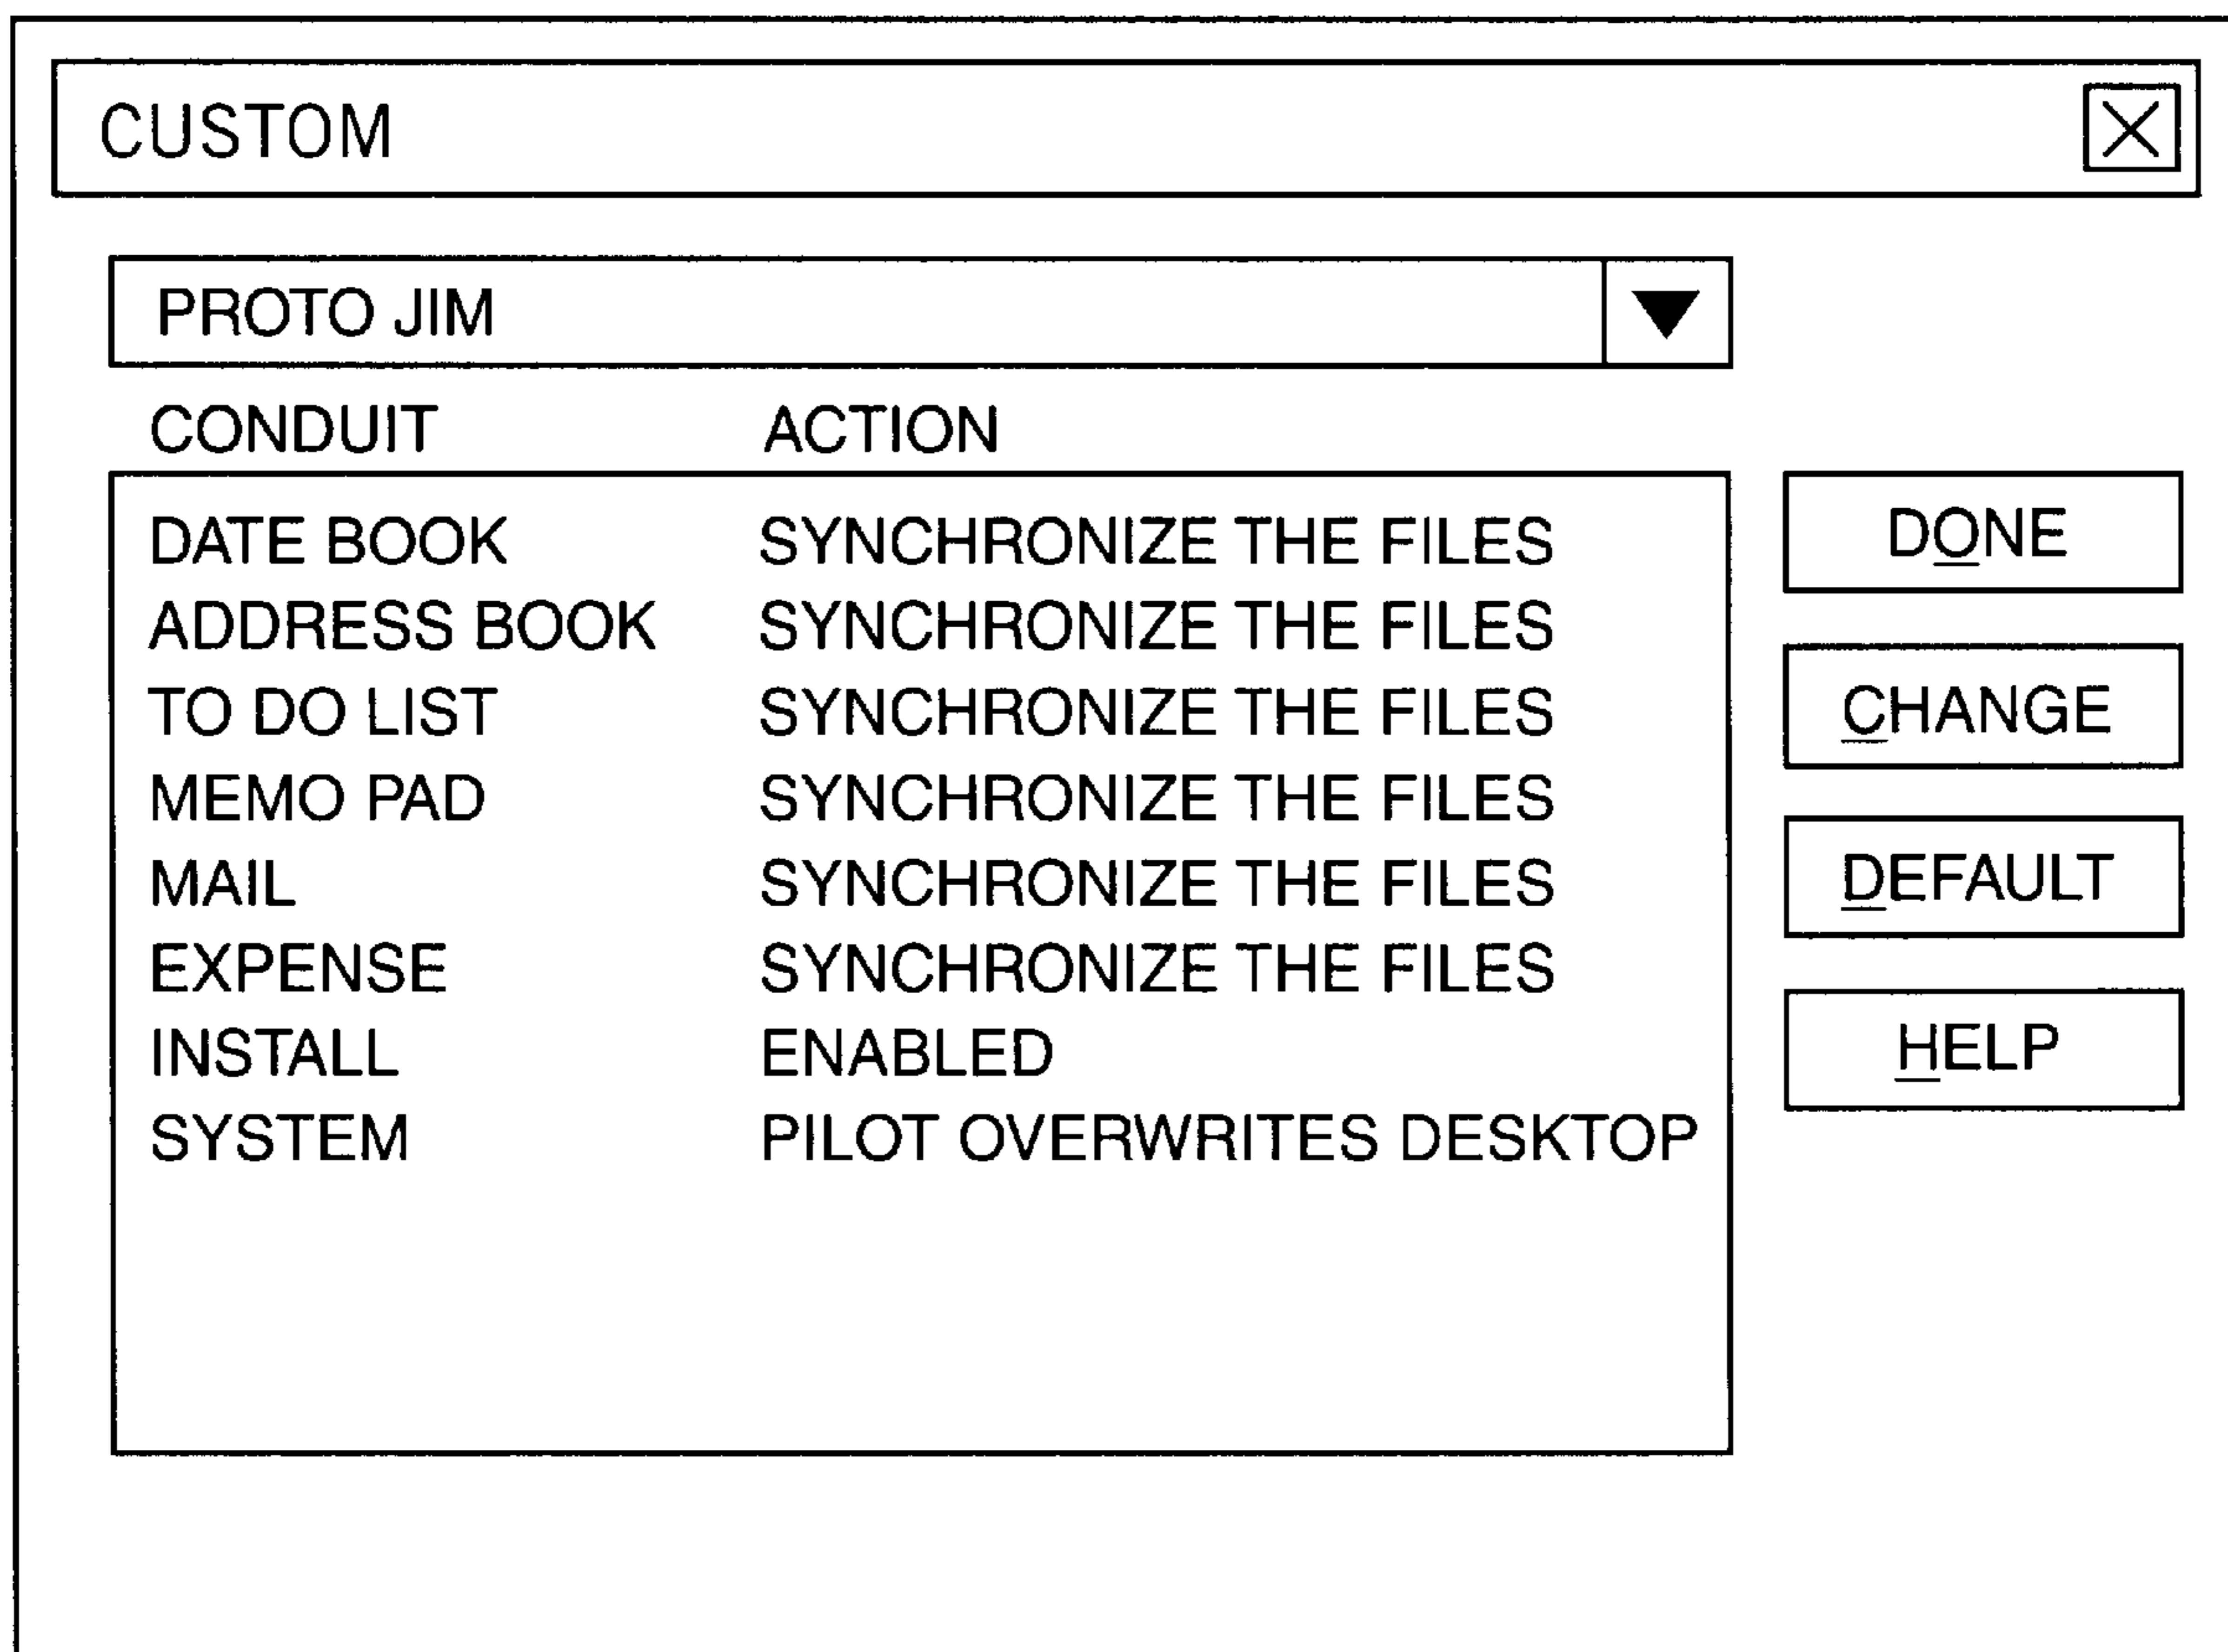 CUSTOM
PROTO JIM
CONDUIT ACTION
DATE BOOK SYNCHRONIZE THE FILES
ADDRESS BOOK SYNCHRONIZE THE FILES
TO DO LIST SYNCHRONIZE THE FILES
MEMO PAD SYNCHRONIZE THE FILES
MAIL SYNCHRONIZE THE FILES
EXPENSE SYNCHRONIZE THE FILES
INSTALL ENABLED
SYSTEM PILOT OVERWRITES DESKTOP
DONE
CHANGE
DEFAULT
HELP